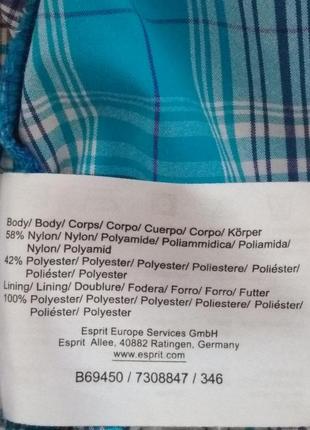 Body/ Body/ Corps/ Corpo/ Cuerpo/ Corpo/ Körper
58% Nylon/ Nylon/ Polyamide/ Poliammidica/ Poliamida/
Nylon/ Polyamid
42% Polyester/ Polyester/ Polyester/ Poliestere/ Poliéster/
Poliéster/ Polyester
Lining/ Lining/ Doublure/ Fodera/ Forro/ Forro/ Futter
100% Polyester/ Polyester/ Polyester/ Poliestere/ Poliester/
Poliéster/ Polyester
Esprit Europe Services GmbH
Esprit Allee, 40882 Ratingen, Germany
www.esprit.com
B69450 / 7308847 / 346